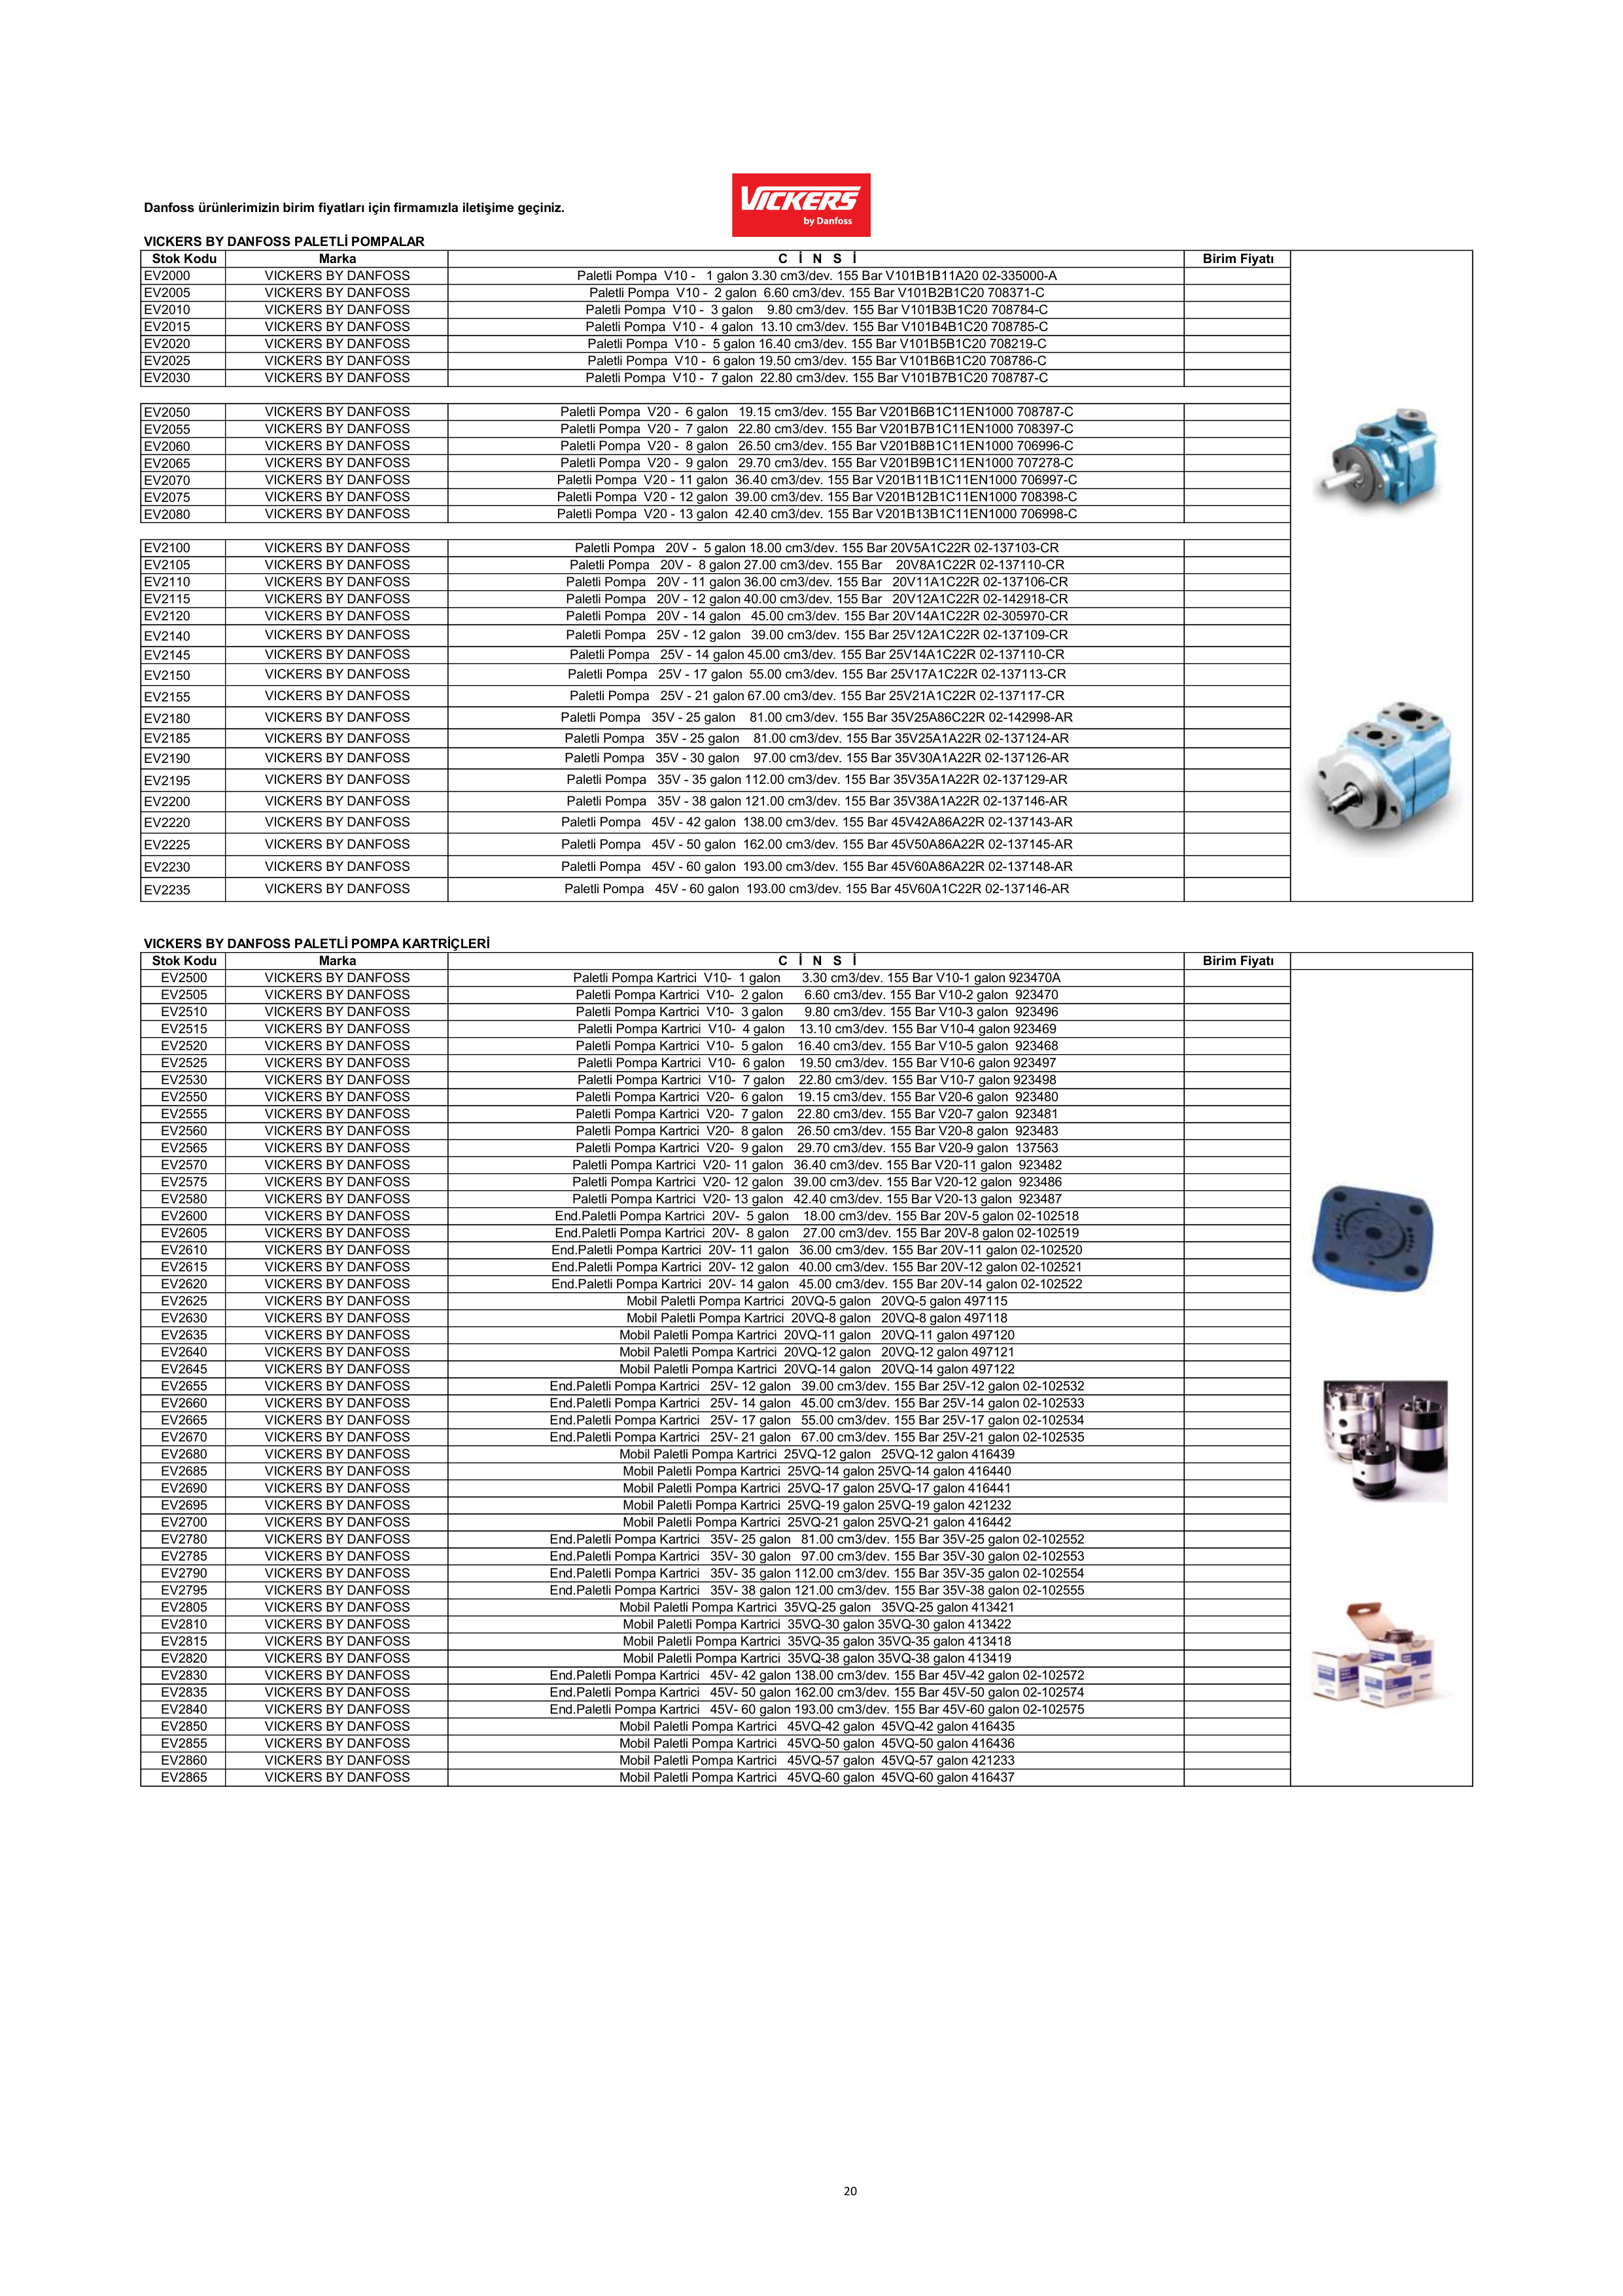 Danfoss ürünlerimizin birim fiyatları için firmamızla iletişime geçiniz.
VICKERS
by Danfoss
VICKERS BY DANFOSS PALETLİ POMPALAR
Stok Kodu Marka C İ N S İ Birim Fiyatı
EV2000 VICKERS BY DANFOSS Paletli Pompa V10 - 1 galon 3.30 cm3/dev. 155 Bar V101B1B11A20 02-335000-A
EV2005 VICKERS BY DANFOSS Paletli Pompa V10 - 2 galon 6.60 cm3/dev. 155 Bar V101B2B1C20 708371-C
EV2010 VICKERS BY DANFOSS Paletli Pompa V10 - 3 galon 9.80 cm3/dev. 155 Bar V101B3B1C20 708784-C
EV2015 VICKERS BY DANFOSS Paletli Pompa V10 - 4 galon 13.10 cm3/dev. 155 Bar V101B4B1C20 708785-C
EV2020 VICKERS BY DANFOSS Paletli Pompa V10 - 5 galon 16.40 cm3/dev. 155 Bar V101B5B1C20 708219-C
EV2025 VICKERS BY DANFOSS Paletli Pompa V10 - 6 galon 19.50 cm3/dev. 155 Bar V101B6B1C20 708786-C
EV2030 VICKERS BY DANFOSS Paletli Pompa V10 - 7 galon 22.80 cm3/dev. 155 Bar V101B7B1C20 708787-C
EV2050 VICKERS BY DANFOSS Paletli Pompa V20 - 6 galon 19.15 cm3/dev. 155 Bar V201B6B1C11EN1000 708787-C
EV2055 VICKERS BY DANFOSS Paletli Pompa V20 - 7 galon 22.80 cm3/dev. 155 Bar V201B7B1C11EN1000 708397-C
EV2060 VICKERS BY DANFOSS Paletli Pompa V20 - 8 galon 26.50 cm3/dev. 155 Bar V201B8B1C11EN1000 706996-C
EV2065 VICKERS BY DANFOSS Paletli Pompa V20 - 9 galon 29.70 cm3/dev. 155 Bar V201B9B1C11EN1000 707278-C
EV2070 VICKERS BY DANFOSS Paletli Pompa V20 - 11 galon 36.40 cm3/dev. 155 Bar V201B11B1C11EN1000 706997-C
EV2075 VICKERS BY DANFOSS Paletli Pompa V20 - 12 galon 39.00 cm3/dev. 155 Bar V201B12B1C11EN1000 708398-C
EV2080 VICKERS BY DANFOSS Paletli Pompa V20 - 13 galon 42.40 cm3/dev. 155 Bar V201B13B1C11EN1000 706998-C
EV2100 VICKERS BY DANFOSS Paletli Pompa 20V - 5 galon 18.00 cm3/dev. 155 Bar 20V5A1C22R 02-137103-CR
EV2105 VICKERS BY DANFOSS Paletli Pompa 20V - 8 galon 27.00 cm3/dev. 155 Bar 20V8A1C22R 02-137110-CR
EV2110 VICKERS BY DANFOSS Paletli Pompa 20V - 11 galon 36.00 cm3/dev. 155 Bar 20V11A1C22R 02-137106-CR
EV2115 VICKERS BY DANFOSS Paletli Pompa 20V - 12 galon 40.00 cm3/dev. 155 Bar 20V12A1C22R 02-142918-CR
EV2120 VICKERS BY DANFOSS Paletli Pompa 20V - 14 galon 45.00 cm3/dev. 155 Bar 20V14A1C22R 02-305970-CR
EV2140 VICKERS BY DANFOSS Paletli Pompa 25V - 12 galon 39.00 cm3/dev. 155 Bar 25V12A1C22R 02-137109-CR
EV2145 VICKERS BY DANFOSS Paletli Pompa 25V - 14 galon 45.00 cm3/dev. 155 Bar 25V14A1C22R 02-137110-CR
EV2150 VICKERS BY DANFOSS Paletli Pompa 25V - 17 galon 55.00 cm3/dev. 155 Bar 25V17A1C22R 02-137113-CR
EV2155 VICKERS BY DANFOSS Paletli Pompa 25V - 21 galon 67.00 cm3/dev. 155 Bar 25V21A1C22R 02-137117-CR
EV2180 VICKERS BY DANFOSS Paletli Pompa 35V - 25 galon 81.00 cm3/dev. 155 Bar 35V25A86C22R 02-142998-AR
EV2185 VICKERS BY DANFOSS Paletli Pompa 35V - 25 galon 81.00 cm3/dev. 155 Bar 35V25A1A22R 02-137124-AR
EV2190 VICKERS BY DANFOSS Paletli Pompa 35V - 30 galon 97.00 cm3/dev. 155 Bar 35V30A1A22R 02-137126-AR
EV2195 VICKERS BY DANFOSS Paletli Pompa 35V - 35 galon 112.00 cm3/dev. 155 Bar 35V35A1A22R 02-137129-AR
EV2200 VICKERS BY DANFOSS Paletli Pompa 35V - 38 galon 121.00 cm3/dev. 155 Bar 35V38A1A22R 02-137146-AR
EV2220 VICKERS BY DANFOSS Paletli Pompa 45V - 42 galon 138.00 cm3/dev. 155 Bar 45V42A86A22R 02-137143-AR
EV2225 VICKERS BY DANFOSS Paletli Pompa 45V - 50 galon 162.00 cm3/dev. 155 Bar 45V50A86A22R 02-137145-AR
EV2230 VICKERS BY DANFOSS Paletli Pompa 45V - 60 galon 193.00 cm3/dev. 155 Bar 45V60A86A22R 02-137148-AR
EV2235 VICKERS BY DANFOSS Paletli Pompa 45V - 60 galon 193.00 cm3/dev. 155 Bar 45V60A1C22R 02-137146-AR
VICKERS BY DANFOSS PALETLİ POMPA KARTRİÇLERİ
Stok Kodu Marka C İ N S İ Birim Fiyatı
EV2500 VICKERS BY DANFOSS Paletli Pompa Kartrici V10- 1 galon 3.30 cm3/dev. 155 Bar V10-1 galon 923470A
EV2505 VICKERS BY DANFOSS Paletli Pompa Kartrici V10- 2 galon 6.60 cm3/dev. 155 Bar V10-2 galon 923470
EV2510 VICKERS BY DANFOSS Paletli Pompa Kartrici V10- 3 galon 9.80 cm3/dev. 155 Bar V10-3 galon 923496
EV2515 VICKERS BY DANFOSS Paletli Pompa Kartrici V10- 4 galon 13.10 cm3/dev. 155 Bar V10-4 galon 923469
EV2520 VICKERS BY DANFOSS Paletli Pompa Kartrici V10- 5 galon 16.40 cm3/dev. 155 Bar V10-5 galon 923468
EV2525 VICKERS BY DANFOSS Paletli Pompa Kartrici V10- 6 galon 19.50 cm3/dev. 155 Bar V10-6 galon 923497
EV2530 VICKERS BY DANFOSS Paletli Pompa Kartrici V10- 7 galon 22.80 cm3/dev. 155 Bar V10-7 galon 923498
EV2550 VICKERS BY DANFOSS Paletli Pompa Kartrici V20- 6 galon 19.15 cm3/dev. 155 Bar V20-6 galon 923480
EV2555 VICKERS BY DANFOSS Paletli Pompa Kartrici V20- 7 galon 22.80 cm3/dev. 155 Bar V20-7 galon 923481
EV2560 VICKERS BY DANFOSS Paletli Pompa Kartrici V20- 8 galon 26.50 cm3/dev. 155 Bar V20-8 galon 923483
EV2565 VICKERS BY DANFOSS Paletli Pompa Kartrici V20- 9 galon 29.70 cm3/dev. 155 Bar V20-9 galon 137563
EV2570 VICKERS BY DANFOSS Paletli Pompa Kartrici V20- 11 galon 36.40 cm3/dev. 155 Bar V20-11 galon 923482
EV2575 VICKERS BY DANFOSS Paletli Pompa Kartrici V20- 12 galon 39.00 cm3/dev. 155 Bar V20-12 galon 923486
EV2580 VICKERS BY DANFOSS Paletli Pompa Kartrici V20- 13 galon 42.40 cm3/dev. 155 Bar V20-13 galon 923487
EV2600 VICKERS BY DANFOSS End.Paletli Pompa Kartrici 20V- 5 galon 18.00 cm3/dev. 155 Bar 20V-5 galon 02-102518
EV2605 VICKERS BY DANFOSS End.Paletli Pompa Kartrici 20V- 8 galon 27.00 cm3/dev. 155 Bar 20V-8 galon 02-102519
EV2610 VICKERS BY DANFOSS End.Paletli Pompa Kartrici 20V- 11 galon 36.00 cm3/dev. 155 Bar 20V-11 galon 02-102520
EV2615 VICKERS BY DANFOSS End.Paletli Pompa Kartrici 20V- 12 galon 40.00 cm3/dev. 155 Bar 20V-12 galon 02-102521
EV2620 VICKERS BY DANFOSS End.Paletli Pompa Kartrici 20V- 14 galon 45.00 cm3/dev. 155 Bar 20V-14 galon 02-102522
EV2625 VICKERS BY DANFOSS Mobil Paletli Pompa Kartrici 20VQ-5 galon 20VQ-5 galon 497115
EV2630 VICKERS BY DANFOSS Mobil Paletli Pompa Kartrici 20VQ-8 galon 20VQ-8 galon 497118
EV2635 VICKERS BY DANFOSS Mobil Paletli Pompa Kartrici 20VQ-11 galon 20VQ-11 galon 497120
EV2640 VICKERS BY DANFOSS Mobil Paletli Pompa Kartrici 20VQ-12 galon 20VQ-12 galon 497121
EV2645 VICKERS BY DANFOSS Mobil Paletli Pompa Kartrici 20VQ-14 galon 20VQ-14 galon 497122
EV2655 VICKERS BY DANFOSS End.Paletli Pompa Kartrici 25V- 12 galon 39.00 cm3/dev. 155 Bar 25V-12 galon 02-102532
EV2660 VICKERS BY DANFOSS End.Paletli Pompa Kartrici 25V- 14 galon 45.00 cm3/dev. 155 Bar 25V-14 galon 02-102533
EV2665 VICKERS BY DANFOSS End.Paletli Pompa Kartrici 25V- 17 galon 55.00 cm3/dev. 155 Bar 25V-17 galon 02-102534
EV2670 VICKERS BY DANFOSS End.Paletli Pompa Kartrici 25V- 21 galon 67.00 cm3/dev. 155 Bar 25V-21 galon 02-102535
EV2680 VICKERS BY DANFOSS Mobil Paletli Pompa Kartrici 25VQ-12 galon 25VQ-12 galon 416439
EV2685 VICKERS BY DANFOSS Mobil Paletli Pompa Kartrici 25VQ-14 galon 25VQ-14 galon 416440
EV2690 VICKERS BY DANFOSS Mobil Paletli Pompa Kartrici 25VQ-17 galon 25VQ-17 galon 416441
EV2695 VICKERS BY DANFOSS Mobil Paletli Pompa Kartrici 25VQ-19 galon 25VQ-19 galon 421232
EV2700 VICKERS BY DANFOSS Mobil Paletli Pompa Kartrici 25VQ-21 galon 25VQ-21 galon 416442
EV2780 VICKERS BY DANFOSS End.Paletli Pompa Kartrici 35V- 25 galon 81.00 cm3/dev. 155 Bar 35V-25 galon 02-102552
EV2785 VICKERS BY DANFOSS End.Paletli Pompa Kartrici 35V- 30 galon 97.00 cm3/dev. 155 Bar 35V-30 galon 02-102553
EV2790 VICKERS BY DANFOSS End.Paletli Pompa Kartrici 35V- 35 galon 112.00 cm3/dev. 155 Bar 35V-35 galon 02-102554
EV2795 VICKERS BY DANFOSS End.Paletli Pompa Kartrici 35V- 38 galon 121.00 cm3/dev. 155 Bar 35V-38 galon 02-102555
EV2805 VICKERS BY DANFOSS Mobil Paletli Pompa Kartrici 35VQ-25 galon 35VQ-25 galon 413421
EV2810 VICKERS BY DANFOSS Mobil Paletli Pompa Kartrici 35VQ-30 galon 35VQ-30 galon 413422
EV2815 VICKERS BY DANFOSS Mobil Paletli Pompa Kartrici 35VQ-35 galon 35VQ-35 galon 413418
EV2820 VICKERS BY DANFOSS Mobil Paletli Pompa Kartrici 35VQ-38 galon 35VQ-38 galon 413419
EV2830 VICKERS BY DANFOSS End.Paletli Pompa Kartrici 45V- 42 galon 138.00 cm3/dev. 155 Bar 45V-42 galon 02-102572
EV2835 VICKERS BY DANFOSS End.Paletli Pompa Kartrici 45V- 50 galon 162.00 cm3/dev. 155 Bar 45V-50 galon 02-102574
EV2840 VICKERS BY DANFOSS End.Paletli Pompa Kartrici 45V- 60 galon 193.00 cm3/dev. 155 Bar 45V-60 galon 02-102575
EV2850 VICKERS BY DANFOSS Mobil Paletli Pompa Kartrici 45VQ-42 galon 45VQ-42 galon 416435
EV2855 VICKERS BY DANFOSS Mobil Paletli Pompa Kartrici 45VQ-50 galon 45VQ-50 galon 416436
EV2860 VICKERS BY DANFOSS Mobil Paletli Pompa Kartrici 45VQ-57 galon 45VQ-57 galon 421233
EV2865 VICKERS BY DANFOSS Mobil Paletli Pompa Kartrici 45VQ-60 galon 45VQ-60 galon 416437
20